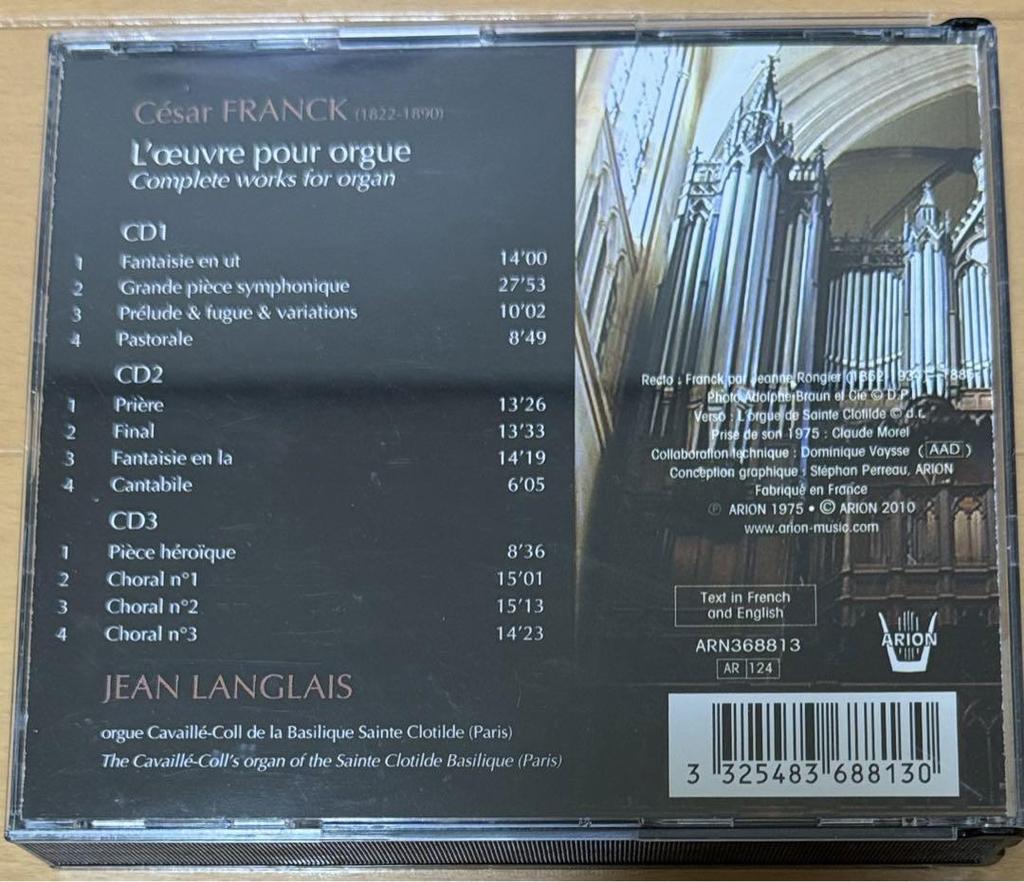 César FRANCK (1822-1890)
L'œuvre pour orgue
Complete works for organ
CD1
1 Fantaisie en ut 14'00
2 Grande pièce symphonique 27'53
3 Prélude & fugue & variations 10'02
4 Pastorale 8'49
CD2
1 Prière 13'26
2 Final 13'33
3 Fantaisie en la 14'19
4 Cantabile 6'05
CD3
1 Pièce héroïque 8'36
2 Choral n°1 15'01
3 Choral n°2 15'13
4 Choral n°3 14'23
JEAN LANGLAIS
orgue Cavaillé-Coll de la Basilique Sainte Clotilde (Paris)
The Cavaillé-Coll's organ of the Sainte Clotilde Basilique (Paris)
Recto : Franck par Jeanne Rongier
Photo Adolphe Braun et Cie © D.P.
Verso : L'orgue de Sainte Clotilde © d.r.
Prise de son 1975 : Claude Morel
Collaboration technique : Dominique Vaysse (AAD)
Conception graphique : Stéphan Perreau, ARION
Fabriqué en France
℗ ARION 1975 • © ARION 2010
www.arion-music.com
Text in French
and English
ARN368813
AR 124
ARION
3 325483 688130